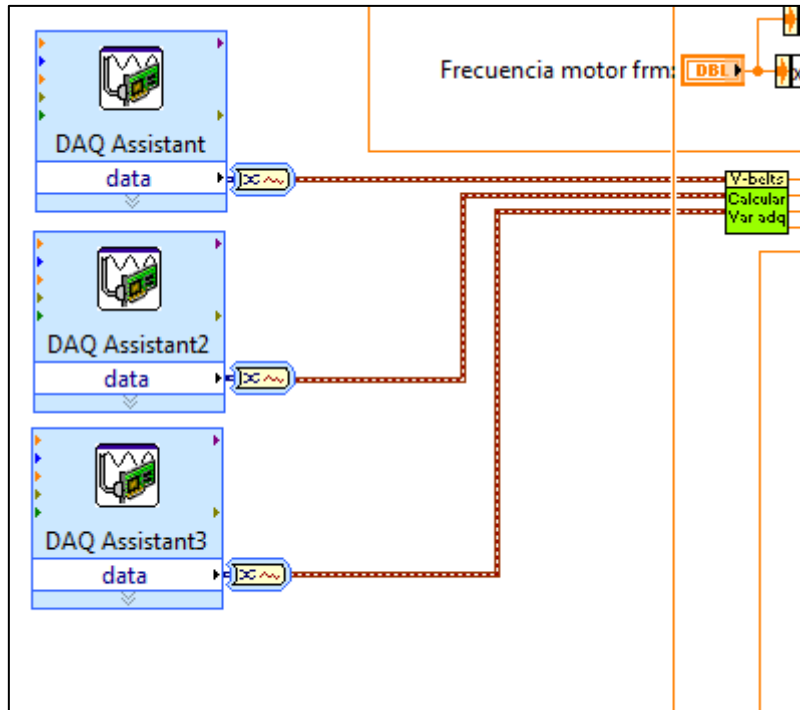 Frecuencia motor frm:
DBL
DAQ Assistant
data
V-belts
Calcular
Var adq
DAQ Assistant2
data
DAQ Assistant3
data